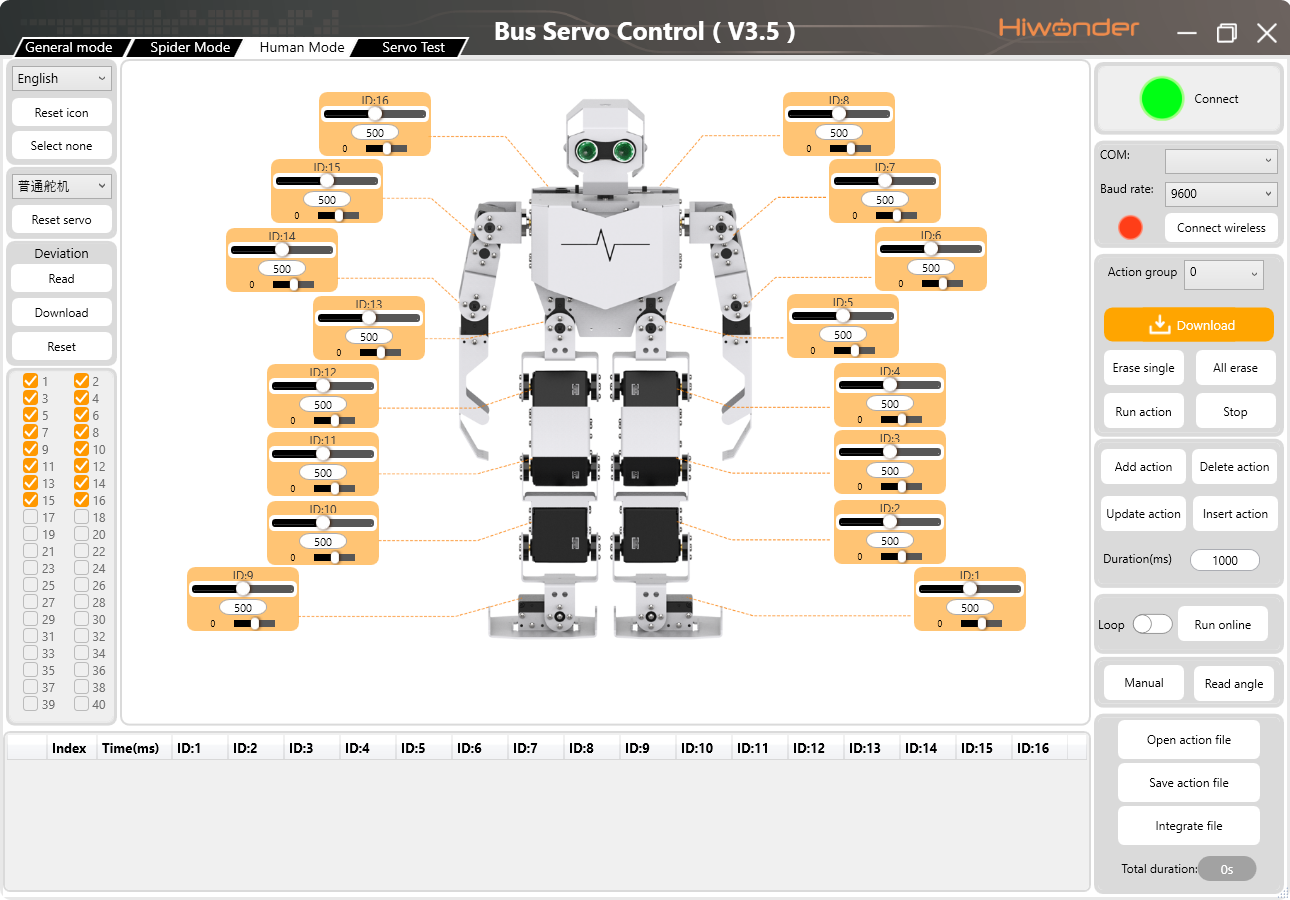 Bus Servo Control ( V3.5 )
Hiwonder
General mode
Spider Mode
Human Mode
Servo Test
English
Reset icon
Select none
普通舵机
Reset servo
Deviation
Read
Download
Reset
1 2
3 4
5 6
7 8
9 10
11 12
13 14
15 16
17 18
19 20
21 22
23 24
25 26
27 28
29 30
31 32
33 34
35 36
37 38
39 40
ID:16
500
0
ID:15
500
0
ID:14
500
0
ID:13
500
0
ID:12
500
0
ID:11
500
0
ID:10
500
0
ID:9
500
0
ID:8
500
0
ID:7
500
0
ID:6
500
0
ID:5
500
0
ID:4
500
0
ID:3
500
0
ID:2
500
0
ID:1
500
0
Connect
COM:
Baud rate: 9600
Connect wireless
Action group 0
Download
Erase single
All erase
Run action
Stop
Add action
Delete action
Update action
Insert action
Duration(ms) 1000
Loop
Run online
Manual
Read angle
Open action file
Save action file
Integrate file
Total duration: 0s
Index Time(ms) ID:1 ID:2 ID:3 ID:4 ID:5 ID:6 ID:7 ID:8 ID:9 ID:10 ID:11 ID:12 ID:13 ID:14 ID:15 ID:16